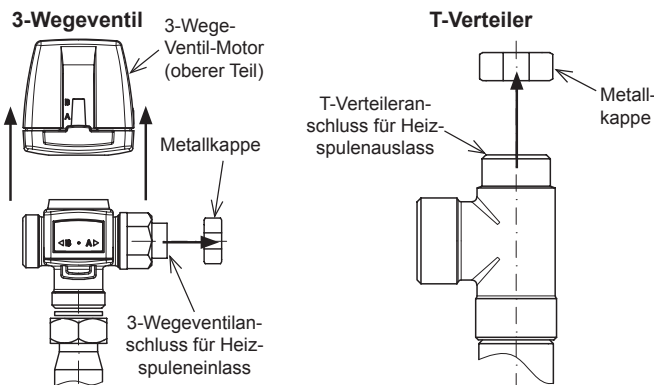 3-Wegeventil
3-Wege-
Ventil-Motor
(oberer Teil)
B
A
Metallkappe
◁B • A▷
3-Wegeventilan-
schluss für Heiz-
spuleneinlass
T-Verteiler
T-Verteileran-
schluss für Heiz-
spulenauslass
Metall-
kappe